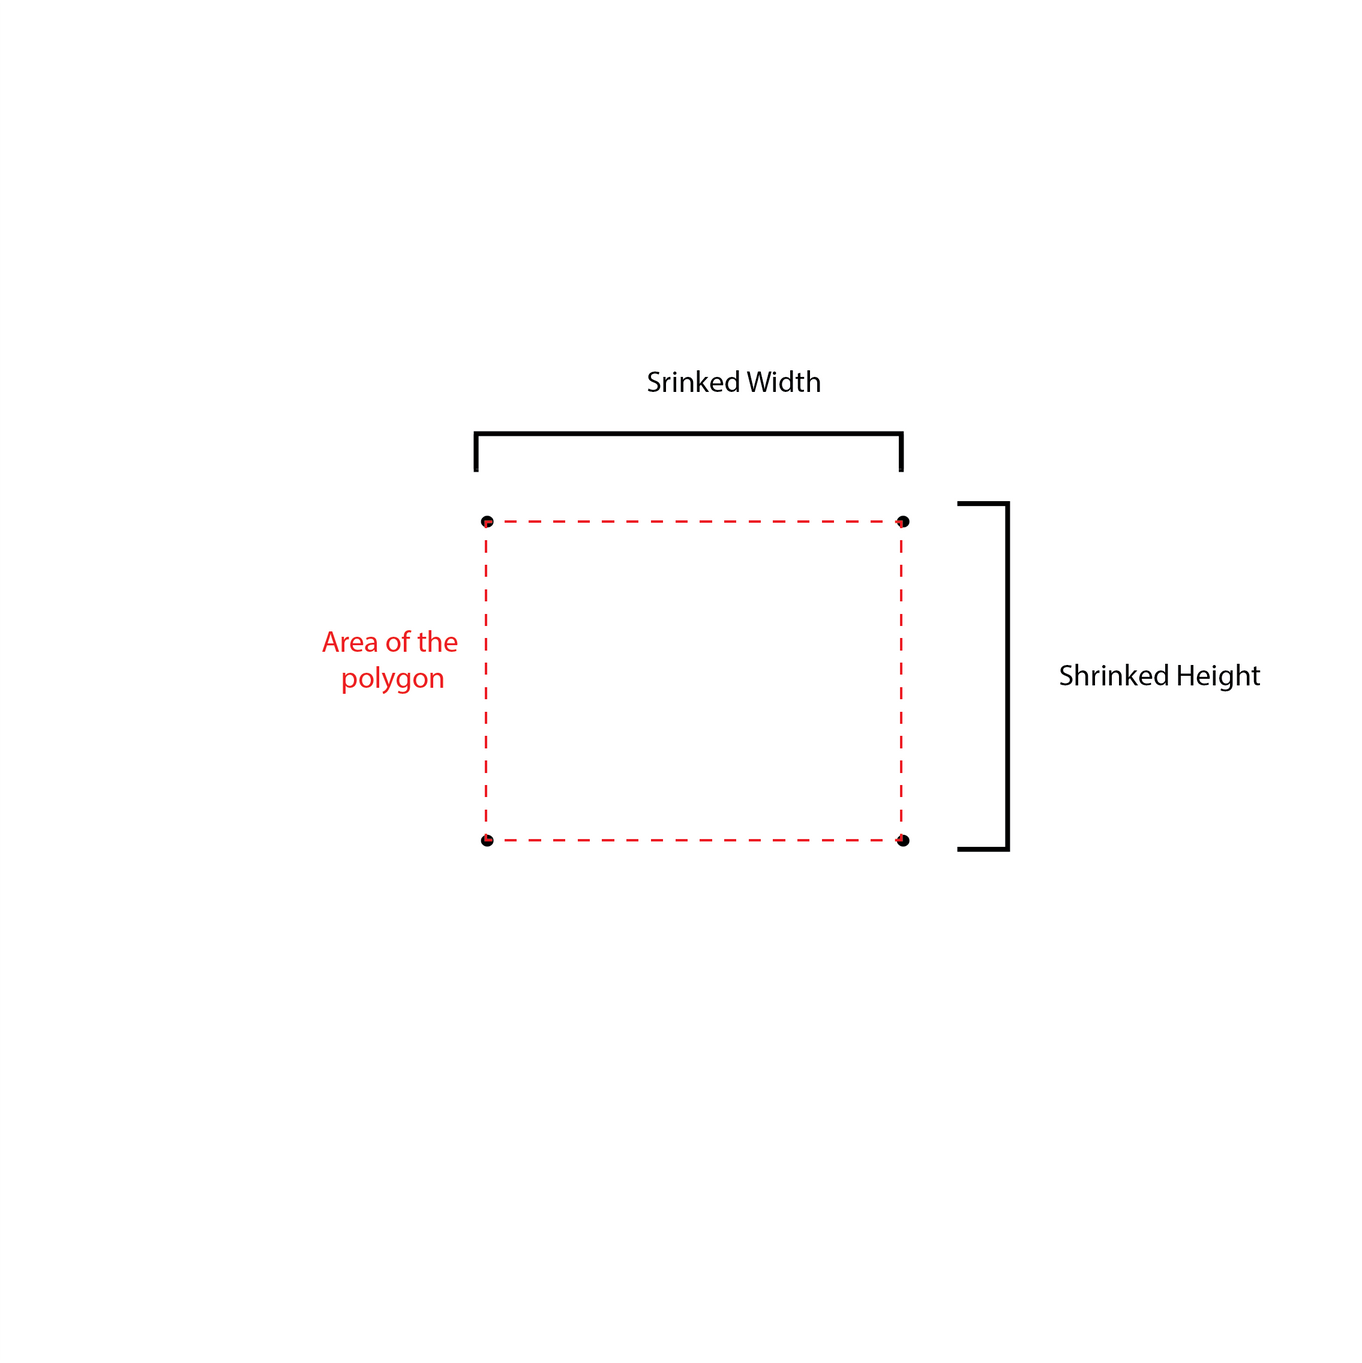 Srinked Width
Area of the
polygon
Shrinked Height